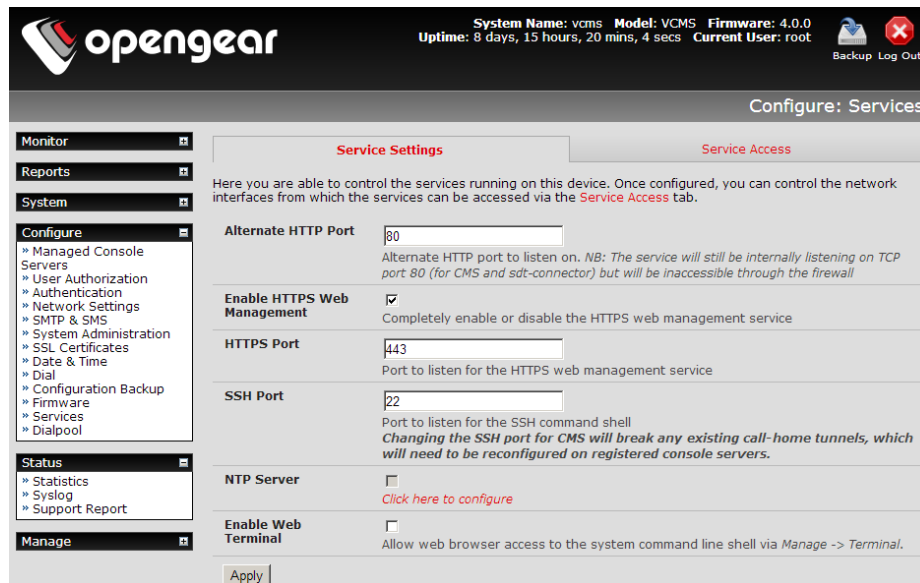 opengear
System Name: vcms Model: VCMS Firmware: 4.0.0
Uptime: 8 days, 15 hours, 20 mins, 4 secs Current User: root
Backup Log Out
Configure: Services
Monitor
Reports
System
Configure
» Managed Console
Servers
» User Authorization
» Authentication
» Network Settings
» SMTP & SMS
» System Administration
» SSL Certificates
» Date & Time
» Dial
» Configuration Backup
» Firmware
» Services
» Dialpool
Status
» Statistics
» Syslog
» Support Report
Manage
Service Settings
Service Access
Here you are able to control the services running on this device. Once configured, you can control the network
interfaces from which the services can be accessed via the Service Access tab.
Alternate HTTP Port
80
Alternate HTTP port to listen on. NB: The service will still be internally listening on TCP
port 80 (for CMS and sdt-connector) but will be inaccessible through the firewall
Enable HTTPS Web
Management
Completely enable or disable the HTTPS web management service
HTTPS Port
443
Port to listen for the HTTPS web management service
SSH Port
22
Port to listen for the SSH command shell
Changing the SSH port for CMS will break any existing call-home tunnels, which
will need to be reconfigured on registered console servers.
NTP Server
Click here to configure
Enable Web
Terminal
Allow web browser access to the system command line shell via Manage -> Terminal.
Apply